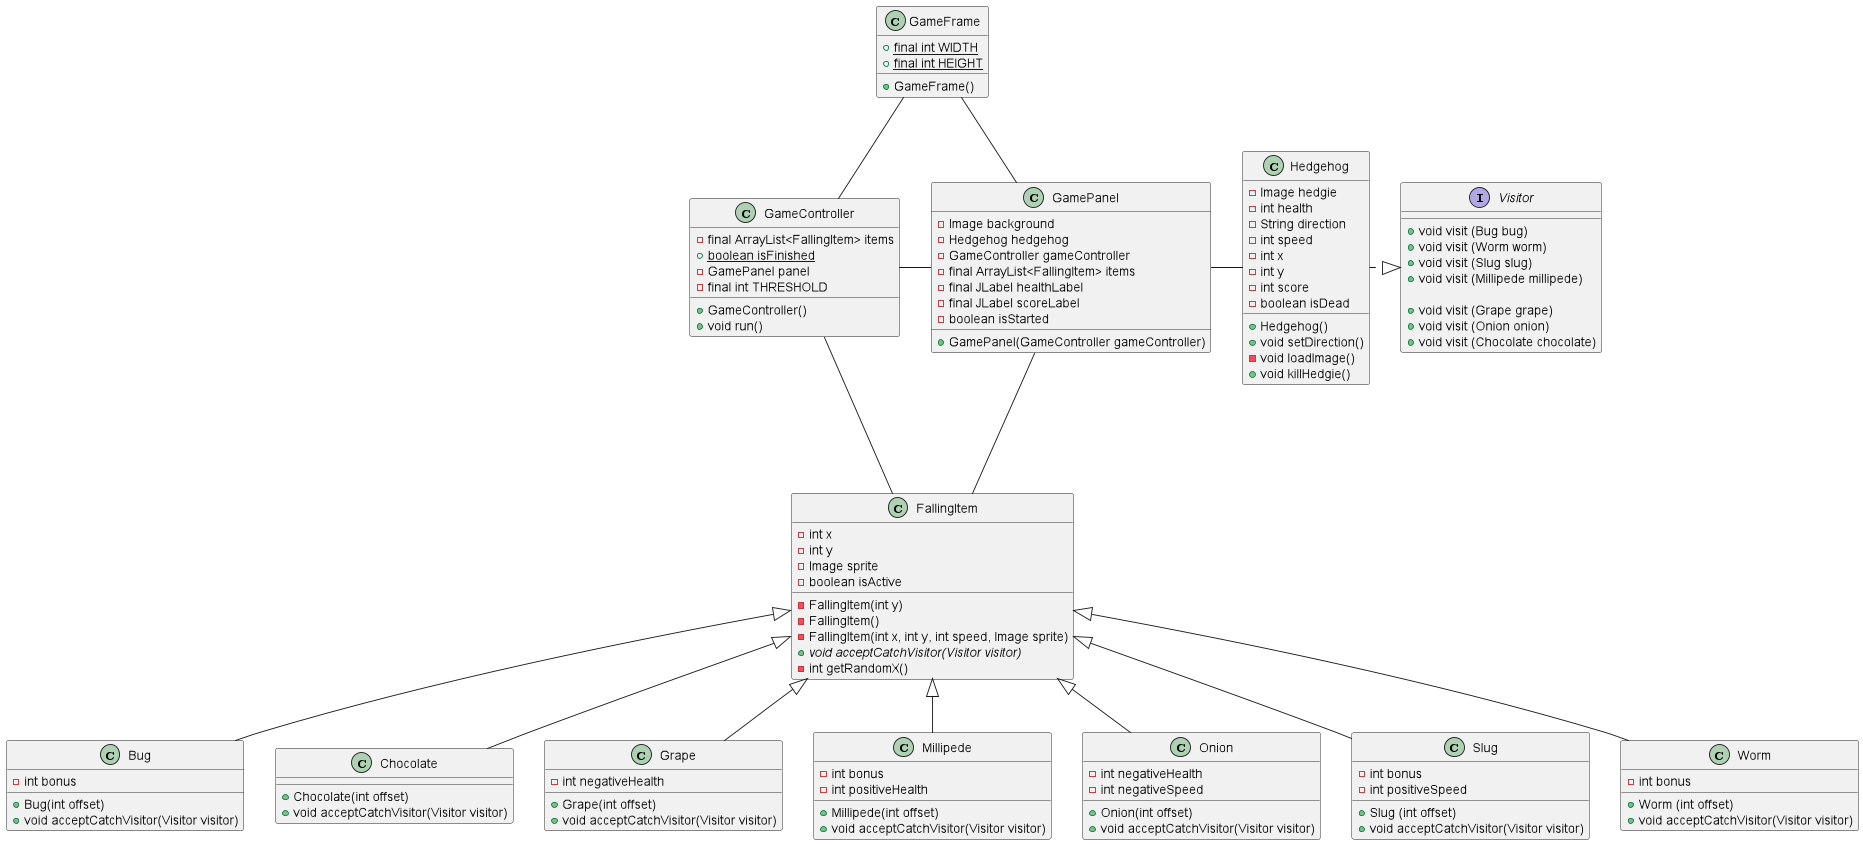 C GameFrame
final int WIDTH
final int HEIGHT
GameFrame()
C GameController
final ArrayList<FallingItem> items
boolean isFinished
GamePanel panel
final int THRESHOLD
GameController()
void run()
C GamePanel
Image background
Hedgehog hedgehog
GameController gameController
final ArrayList<FallingItem> items
final JLabel healthLabel
final JLabel scoreLabel
boolean isStarted
GamePanel(GameController gameController)
C Hedgehog
Image hedgie
int health
String direction
int speed
int x
int y
int score
boolean isDead
Hedgehog()
void setDirection()
void loadImage()
void killHedgie()
I Visitor
void visit (Bug bug)
void visit (Worm worm)
void visit (Slug slug)
void visit (Millipede millipede)
void visit (Grape grape)
void visit (Onion onion)
void visit (Chocolate chocolate)
C FallingItem
int x
int y
Image sprite
boolean isActive
FallingItem(int y)
FallingItem()
FallingItem(int x, int y, int speed, Image sprite)
void acceptCatchVisitor(Visitor visitor)
int getRandomX()
C Bug
int bonus
Bug(int offset)
void acceptCatchVisitor(Visitor visitor)
C Chocolate
Chocolate(int offset)
void acceptCatchVisitor(Visitor visitor)
C Grape
int negativeHealth
Grape(int offset)
void acceptCatchVisitor(Visitor visitor)
C Millipede
int bonus
int positiveHealth
Millipede(int offset)
void acceptCatchVisitor(Visitor visitor)
C Onion
int negativeHealth
int negativeSpeed
Onion(int offset)
void acceptCatchVisitor(Visitor visitor)
C Slug
int bonus
int positiveSpeed
Slug (int offset)
void acceptCatchVisitor(Visitor visitor)
C Worm
int bonus
Worm (int offset)
void acceptCatchVisitor(Visitor visitor)